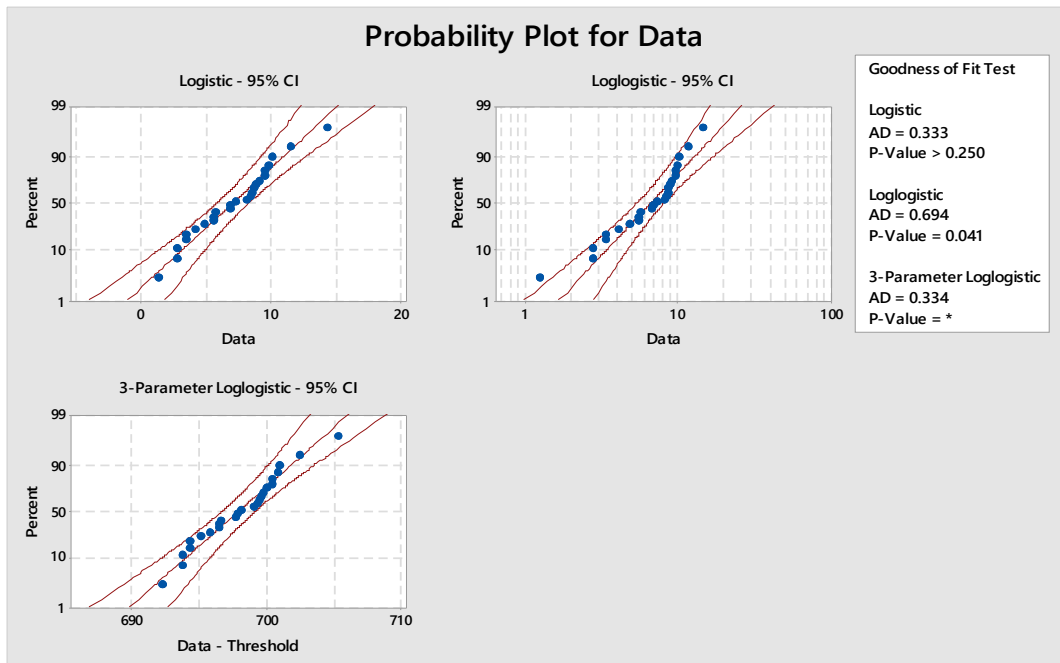 Probability Plot for Data
Logistic - 95% CI
99
90
50
10
1
Percent
0
10
20
Data
Loglogistic - 95% CI
99
90
50
10
1
Percent
1
10
100
Data
Goodness of Fit Test
Logistic
AD = 0.333
P-Value > 0.250
Loglogistic
AD = 0.694
P-Value = 0.041
3-Parameter Loglogistic
AD = 0.334
P-Value = *
3-Parameter Loglogistic - 95% CI
99
90
50
10
1
Percent
690
700
710
Data - Threshold